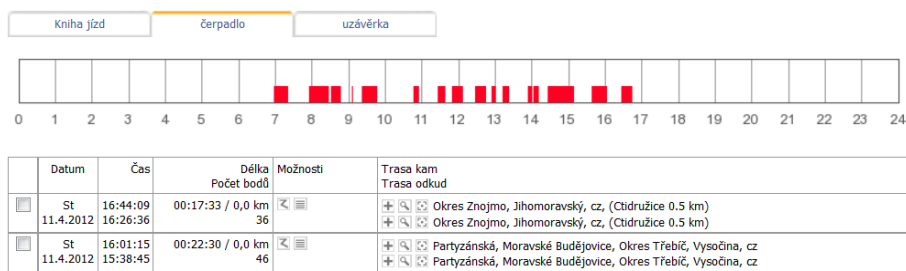 Kniha jízd čerpadlo uzávěrka
0 1 2 3 4 5 6 7 8 9 10 11 12 13 14 15 16 17 18 19 20 21 22 23 24
Datum Čas Délka Možnosti Trasa kam
Počet bodů Trasa odkud
St 16:44:09 00:17:33 / 0,0 km Okres Znojmo, Jihomoravský, cz, (Ctidružice 0.5 km)
11.4.2012 16:26:36 36 Okres Znojmo, Jihomoravský, cz, (Ctidružice 0.5 km)
St 16:01:15 00:22:30 / 0,0 km Partyzánská, Moravské Budějovice, Okres Třebíč, Vysočina, cz
11.4.2012 15:38:45 46 Partyzánská, Moravské Budějovice, Okres Třebíč, Vysočina, cz